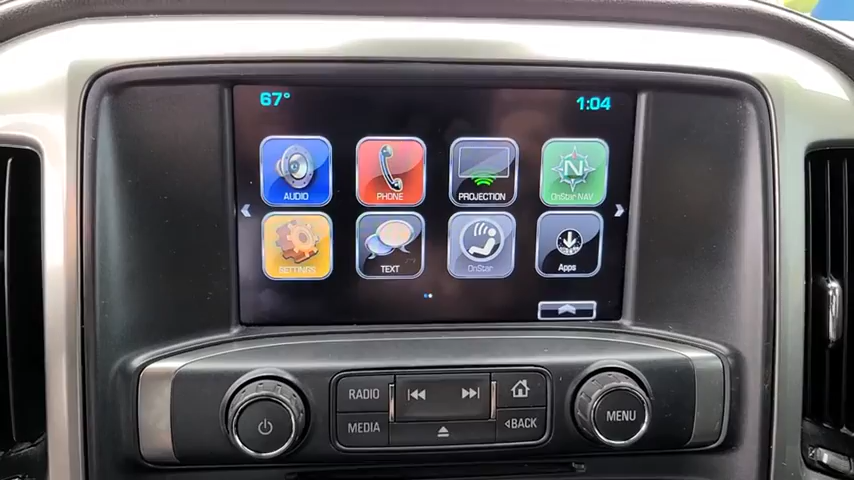 67° 1:04
AUDIO PHONE PROJECTION N OnStar NAV
SETTINGS TEXT OnStar Apps
RADIO
MEDIA BACK MENU